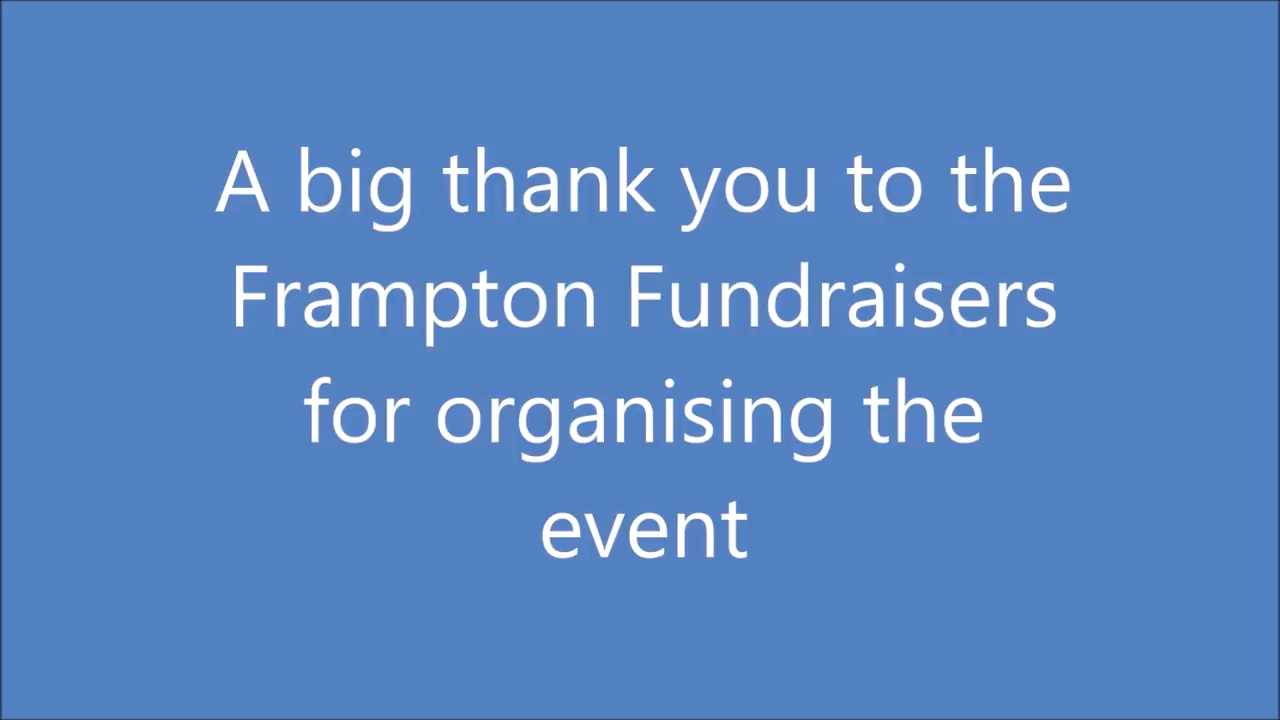 A big thank you to the
Frampton Fundraisers
for organising the
event